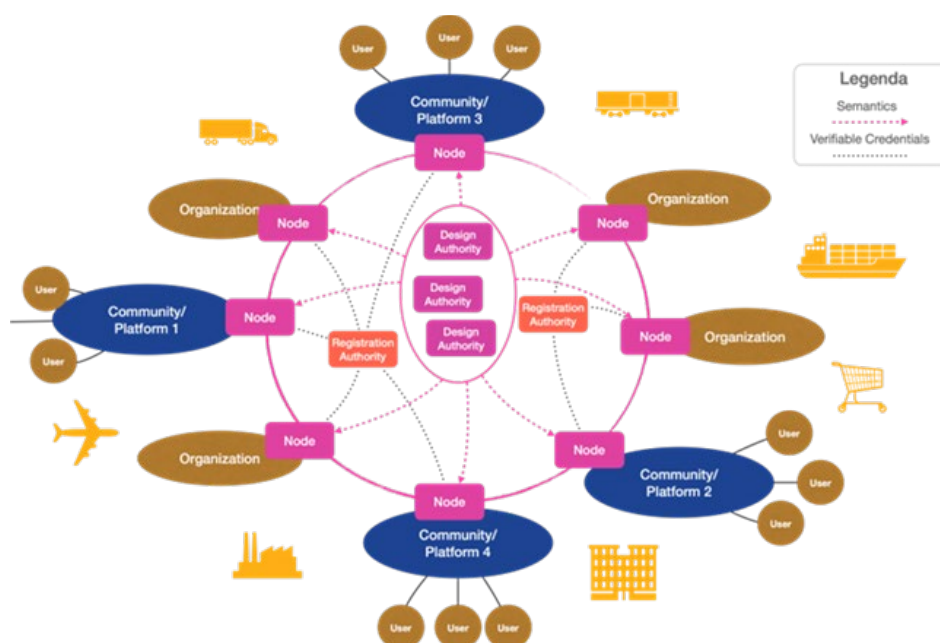 User
User
User
Community/
Platform 3
Legenda
Semantics
Verifiable Credentials
Node
Organization
Node
Node
Organization
Design
Authority
User
Community/
Platform 1
Node
Design
Authority
Registration
Authority
Registration
Authority
Design
Authority
Node
Organization
User
Node
Organization
Node
User
Community/
Platform 2
User
User
Node
Community/
Platform 4
User
User
User